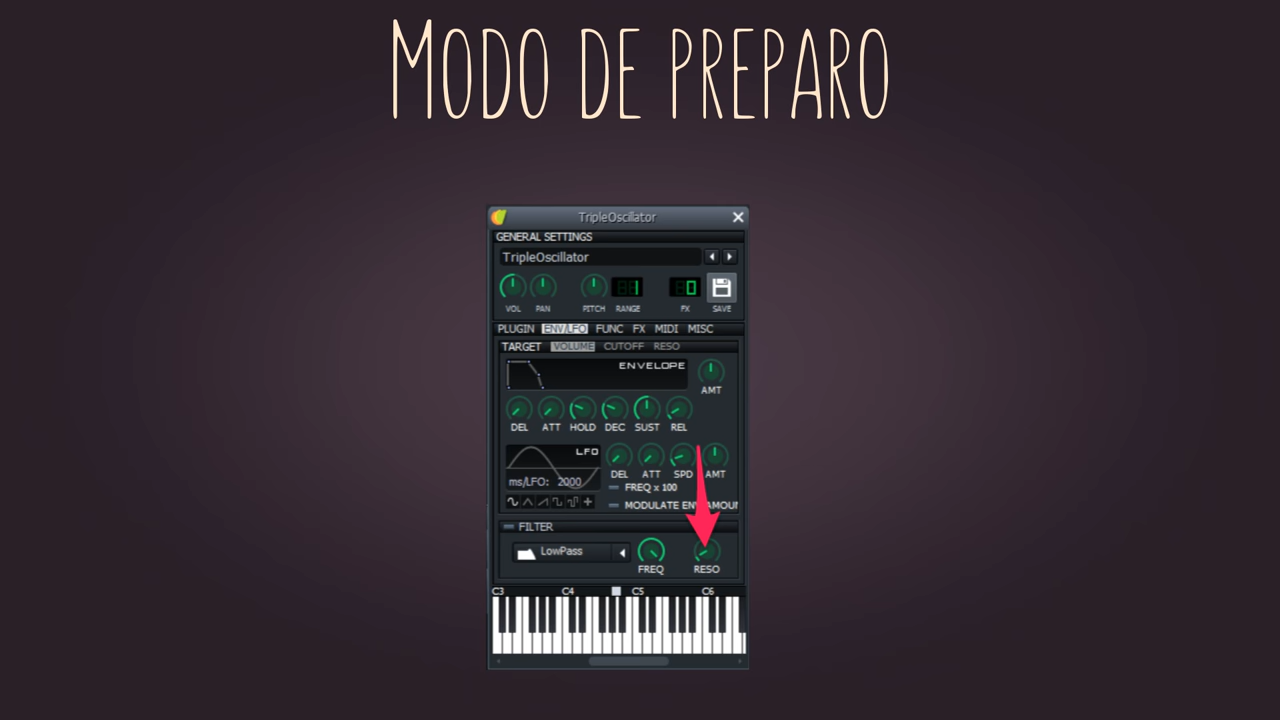 MODO DE PREPARO
TripleOscillator
GENERAL SETTINGS
TripleOscillator
1 0
VOL PAN PITCH RANGE FX SAVE
PLUGIN ENV/LFO FUNC FX MIDI MISC
TARGET VOLUME CUTOFF RESO
ENVELOPE
AMT
DEL ATT HOLD DEC SUST REL
LFO
DEL ATT SPD AMT
ms/LFO: 2000
FREQ x 100
MODULATE ENV AMOUN
FILTER
LowPass
FREQ RESO
C3 C4 C5 C6